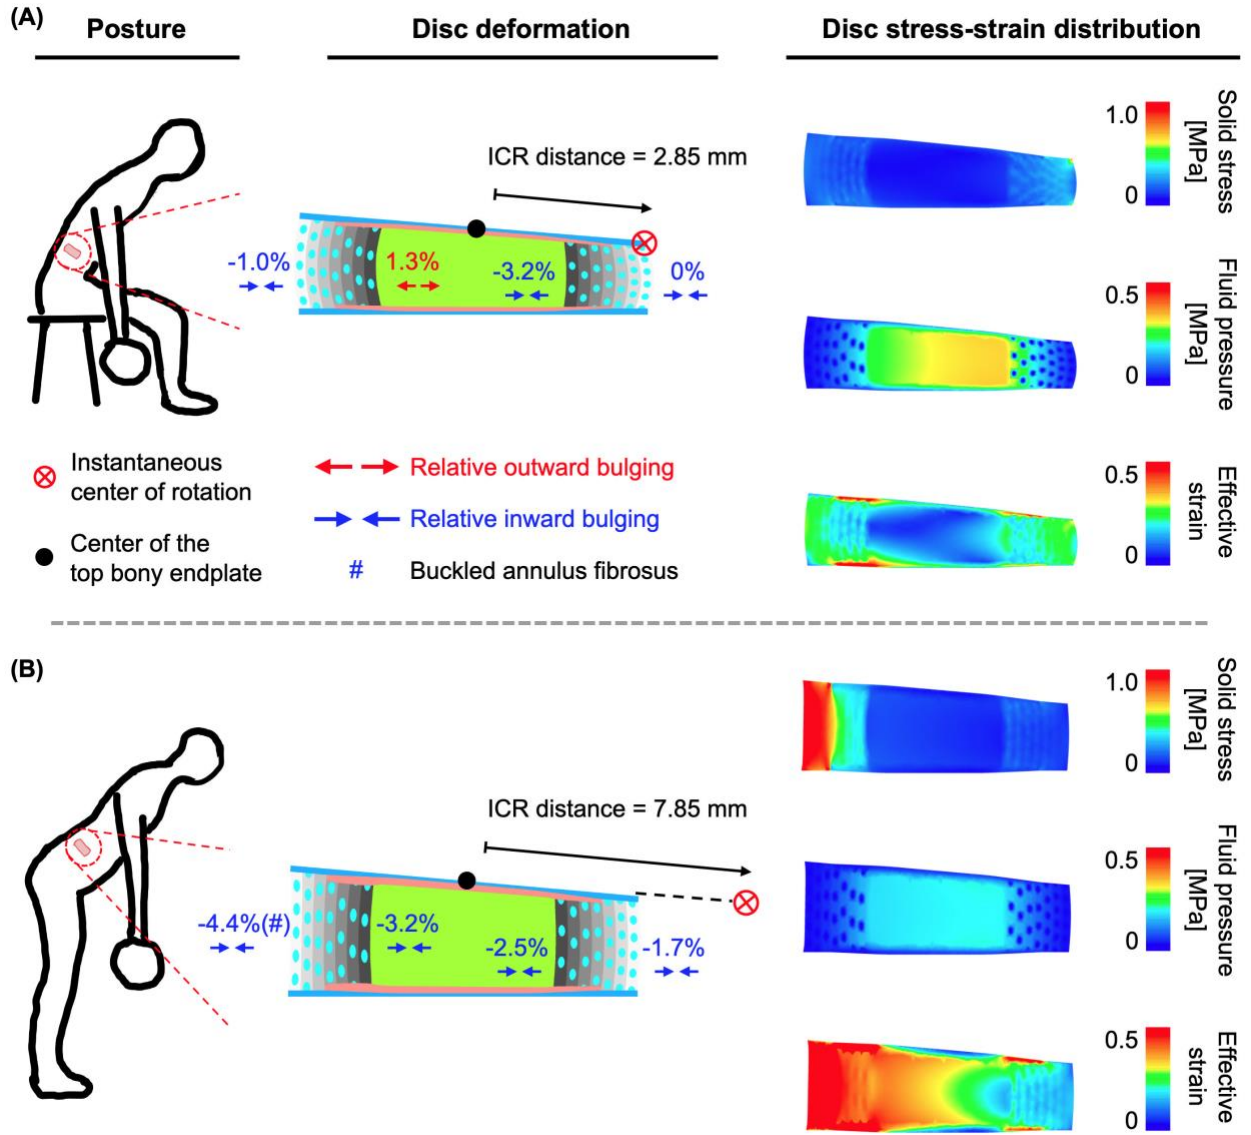 (A)
Posture
Disc deformation
Disc stress-strain distribution
ICR distance = 2.85 mm
-1.0%
1.3%
-3.2%
0%
1.0
0
Solid stress
[MPa]
0.5
0
Fluid pressure
[MPa]
0.5
0
Effective
strain
Instantaneous
center of rotation
Center of the
top bony endplate
Relative outward bulging
Relative inward bulging
# Buckled annulus fibrosus
(B)
ICR distance = 7.85 mm
-4.4%(#)
-3.2%
-2.5%
-1.7%
1.0
0
Solid stress
[MPa]
0.5
0
Fluid pressure
[MPa]
0.5
0
Effective
strain